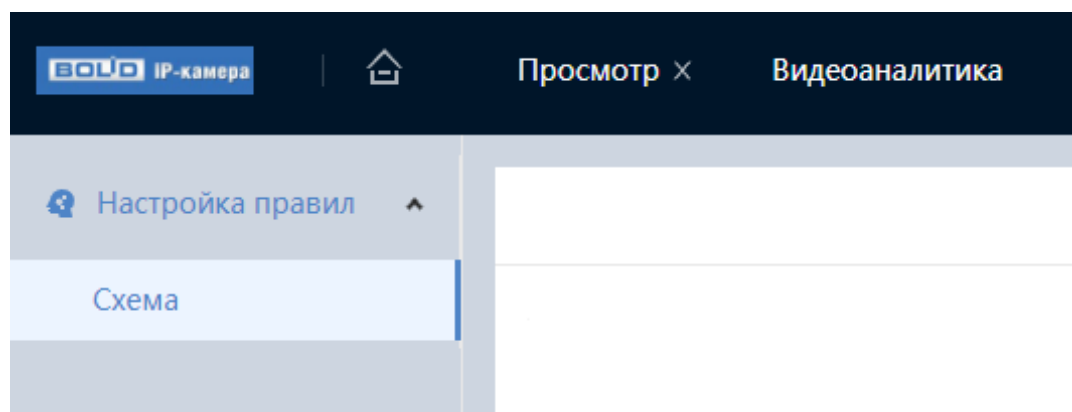 BOLID IP-камера Просмотр × Видеоаналитика
Настройка правил
Схема